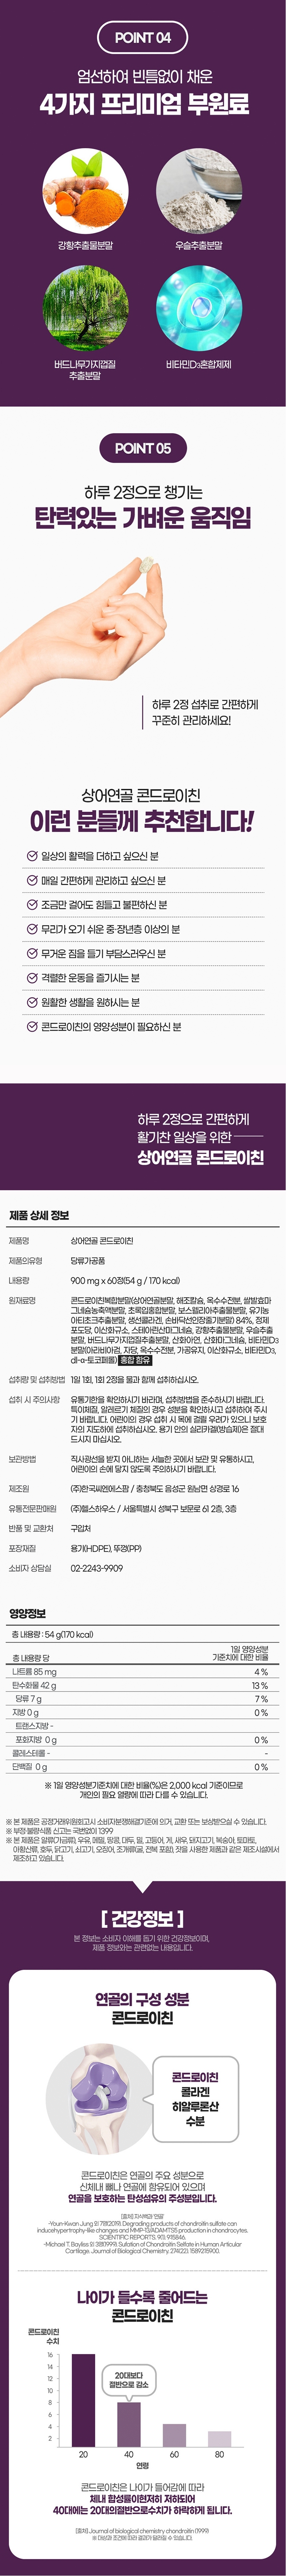 POINT 04
엄선하여 빈틈없이 채운
4가지 프리미엄 부원료
강황추출물분말
우슬추출분말
버드나무가지껍질
추출분말
비타민D3혼합제제
POINT 05
하루 2정으로 챙기는
탄력있는 가벼운 움직임
하루 2정 섭취로 간편하게
꾸준히 관리하세요!
상어연골 콘드로이친
이런 분들께 추천합니다!
일상의 활력을 더하고 싶으신 분
매일 간편하게 관리하고 싶으신 분
조금만 걸어도 힘들고 불편하신 분
무리가 오기 쉬운 중·장년층 이상의 분
무거운 짐을 들기 부담스러우신 분
격렬한 운동을 즐기시는 분
원활한 생활을 원하시는 분
콘드로이친의 영양성분이 필요하신 분
하루 2정으로 간편하게
활기찬 일상을 위한
상어연골 콘드로이친
제품 상세 정보
제품명 상어연골 콘드로이친
제품의유형 당류가공품
내용량 900 mg x 60정(54 g / 170 kcal)
원재료명 콘드로이친복합분말(상어연골분말, 해조칼슘, 옥수수전분, 쌀발효마
그네슘농축액분말, 초록입홍합분말, 보스웰리아추출물분말, 유기농
아티초크추출분말, 생선콜라겐, 손바닥선인장줄기분말) 84%, 정제
포도당, 이산화규소, 스테아린산마그네슘, 강황추출물분말, 우슬추출
분말, 버드나무가지껍질추출분말, 산화아연, 산화마그네슘, 비타민D3
분말(아라비아검, 자당, 옥수수전분, 가공유지, 이산화규소, 비타민D3,
dl-α-토코페롤) 홍합 함유
섭취량 및 섭취방법 1일 1회, 1회 2정을 물과 함께 섭취하십시오.
섭취 시 주의사항 유통기한을 확인하시기 바라며, 섭취방법을 준수하시기 바랍니다.
특이체질, 알레르기 체질의 경우 성분을 확인하시고 섭취하여 주시
기 바랍니다. 어린이의 경우 섭취 시 목에 걸릴 우려가 있으니 보호
자의 지도하에 섭취하십시오. 용기 안의 실리카겔(방습제)은 절대
드시지 마십시오.
보관방법 직사광선을 받지 아니하는 서늘한 곳에서 보관 및 유통하시고,
어린이의 손에 닿지 않도록 주의하시기 바랍니다.
제조원 (주)한국씨엔에스팜 / 충청북도 음성군 원남면 상경로 16
유통전문판매원 (주)헬스하우스 / 서울특별시 성북구 보문로 61 2층, 3층
반품 및 교환처 구입처
포장재질 용기(HDPE), 뚜껑(PP)
소비자 상담실 02-2243-9909
영양정보
총 내용량 : 54 g(170 kcal)
총 내용량 당 1일 영양성분
기준치에 대한 비율
나트륨 85 mg 4 %
탄수화물 42 g 13 %
당류 7 g 7 %
지방 0 g 0 %
트랜스지방 -
포화지방 0 g 0 %
콜레스테롤 - -
단백질 0 g 0 %
※ 1일 영양성분기준치에 대한 비율(%)은 2,000 kcal 기준이므로
개인의 필요 열량에 따라 다를 수 있습니다.
※ 본 제품은 공정거래위원회고시 소비자분쟁해결기준에 의거, 교환 또는 보상받으실 수 있습니다.
※ 부정·불량식품 신고는 국번없이 1399
※ 본 제품은 알류(가금류), 우유, 메밀, 땅콩, 대두, 밀, 고등어, 게, 새우, 돼지고기, 복숭아, 토마토,
아황산류, 호두, 닭고기, 쇠고기, 오징어, 조개류(굴, 전복 포함), 잣을 사용한 제품과 같은 제조시설에서
제조하고 있습니다.
[ 건강정보 ]
본 정보는 소비자 이해를 돕기 위한 건강정보이며,
제품 정보와는 관련없는 내용입니다.
연골의 구성 성분
콘드로이친
콘드로이친
콜라겐
히알루론산
수분
콘드로이친은 연골의 주요 성분으로
신체내 뼈나 연골에 함유되어 있으며
연골을 보호하는 탄성섬유의 주성분입니다.
[출처] 지식백과 '연골'
-Youn-Kwan Jung 외 7명(2019). Degrading products of chondroitin sulfate can
inducehypertrophy-like changes and MMP-13/ADAMTS5 production in chondrocytes.
SCIENTIFIC REPORTS, 9(1). 915846.
-Michael T. Bayliss 외 3명(1999). Sulfation of Chondroitin Sulfate in Human Articular
Cartilage. Journal of Biological Chemistry. 274(22). 1589215900.
나이가 들수록 줄어드는
콘드로이친
콘드로이친
수치
16
14
12
10
8
6
4
2
20대보다
절반으로 감소
20 40 60 80
연령
콘드로이친은 나이가 들어감에 따라
체내 합성률이현저히 저하되어
40대에는 20대의절반으로수치가 하락하게 됩니다.
[출처] Journal of biological chemistry chondroitin (1999)
※ 대상과 조건에 따라 결과가 달라질 수 있습니다.